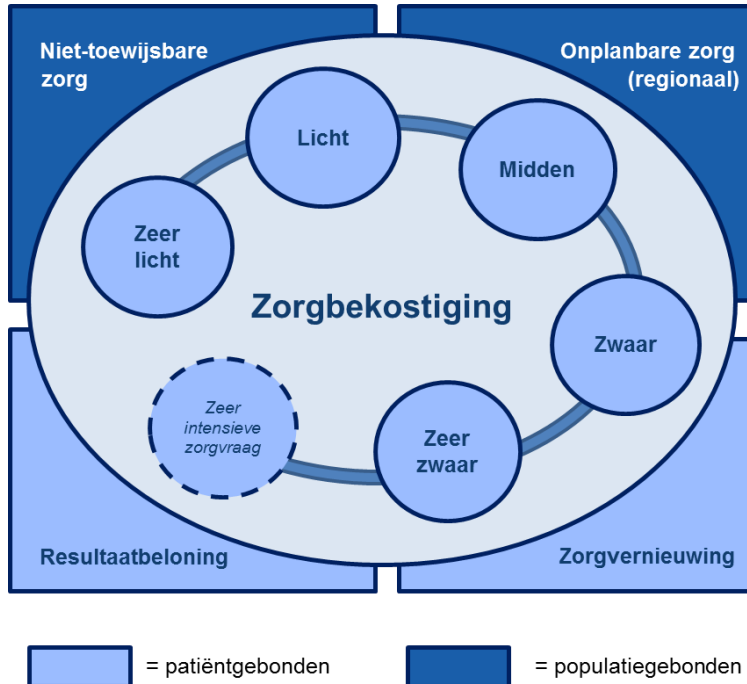 Niet-toewijsbare
zorg
Onplanbare zorg
(regionaal)
Licht
Midden
Zeer
licht
Zorgbekostiging
Zwaar
Zeer
intensieve
zorgvraag
Zeer
zwaar
Resultaatbeloning
Zorgvernieuwing
= patiëntgebonden
= populatiegebonden